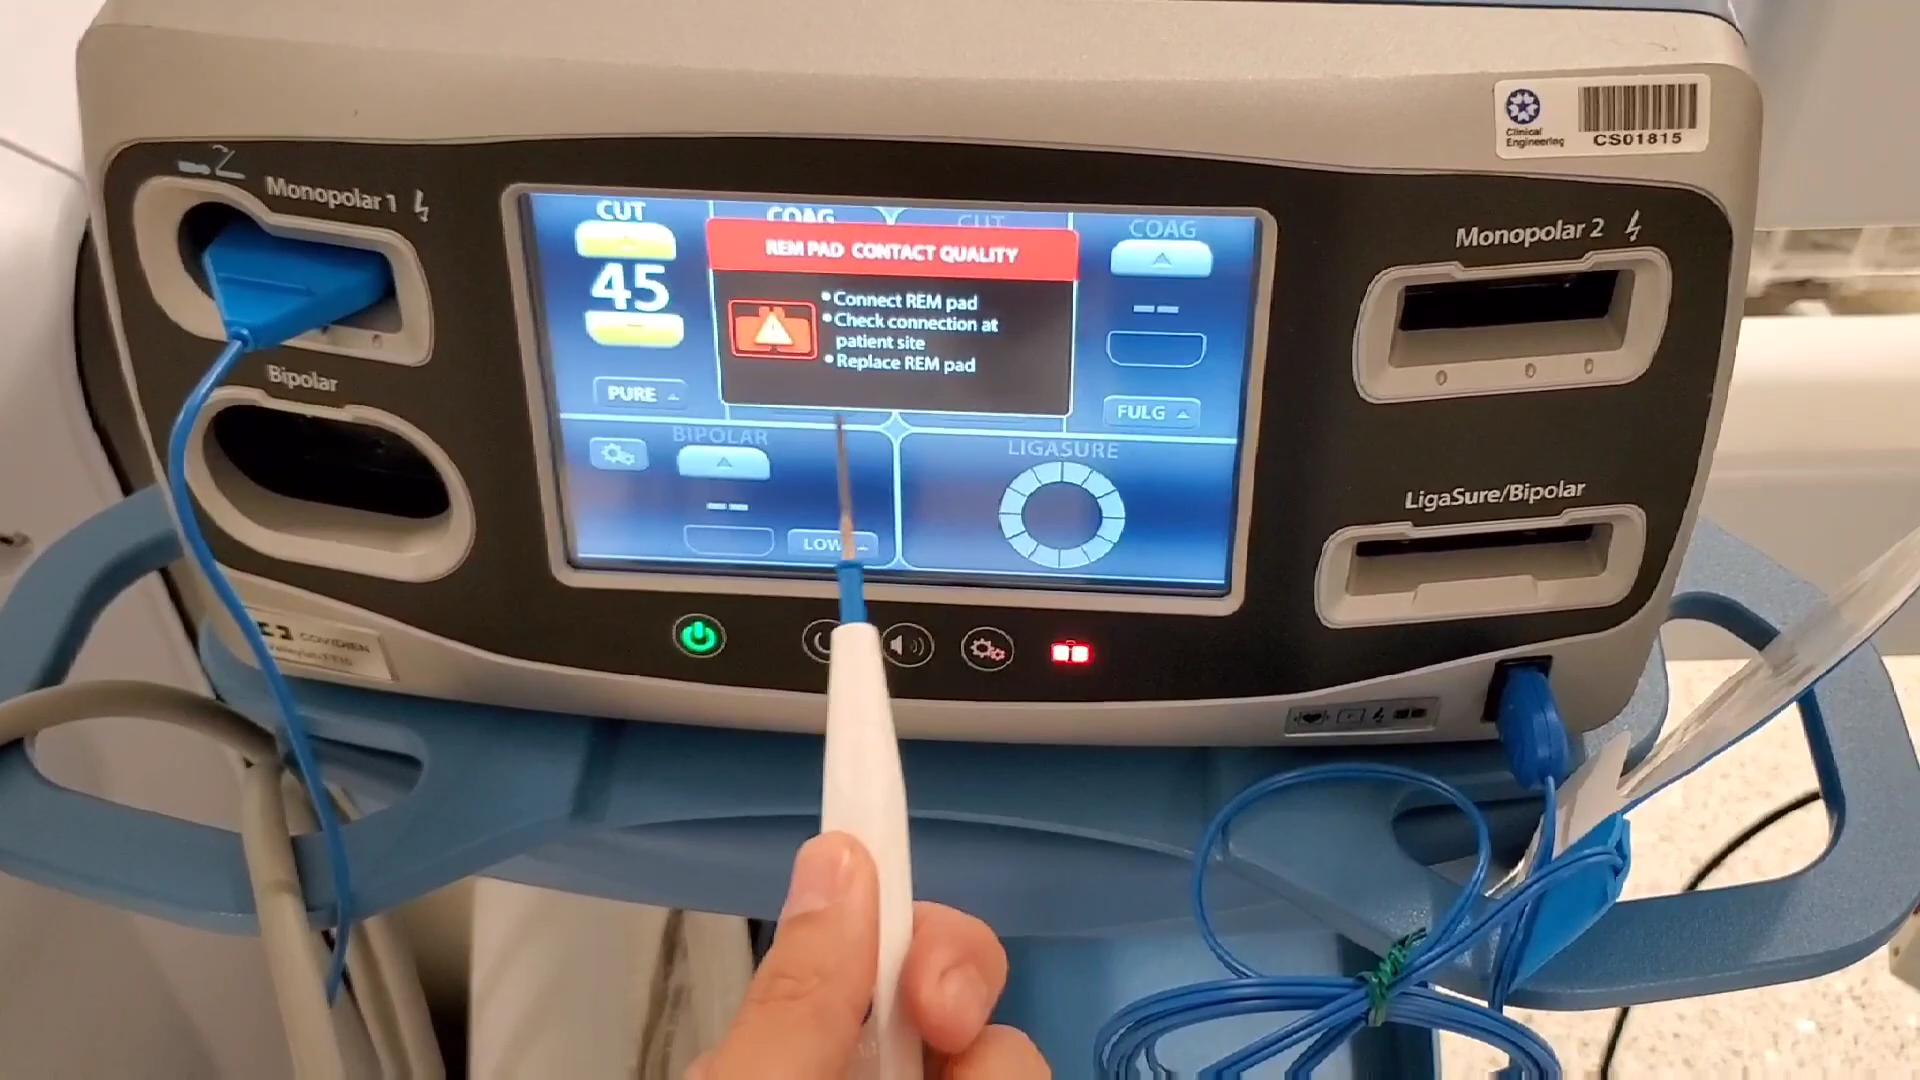 Clinical
Engineering
CS01815
Monopolar 1
CUT
COAG
CUT
COAG
45
REM PAD CONTACT QUALITY
• Connect REM pad
• Check connection at
patient site
• Replace REM pad
PURE
FULG
BIPOLAR
LOW
LIGASURE
Monopolar 2
Bipolar
LigaSure/Bipolar
COVIDIEN